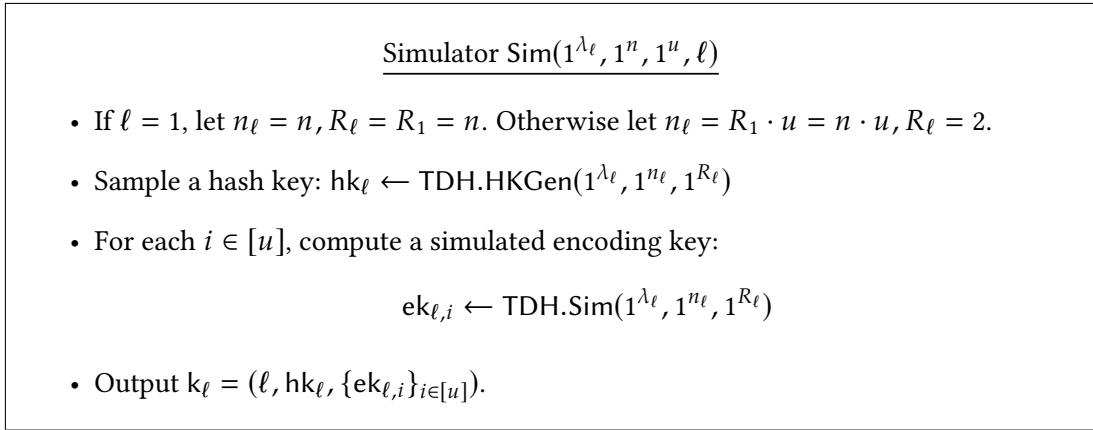 Simulator Sim(1^{λ_ℓ}, 1^n, 1^u, ℓ)
• If ℓ = 1, let n_ℓ = n, R_ℓ = R_1 = n. Otherwise let n_ℓ = R_1 · u = n · u, R_ℓ = 2.
• Sample a hash key: hk_ℓ ← TDH.HKGen(1^{λ_ℓ}, 1^{n_ℓ}, 1^{R_ℓ})
• For each i ∈ [u], compute a simulated encoding key:
ek_{ℓ,i} ← TDH.Sim(1^{λ_ℓ}, 1^{n_ℓ}, 1^{R_ℓ})
• Output k_ℓ = (ℓ, hk_ℓ, {ek_{ℓ,i}}_{i∈[u]}).